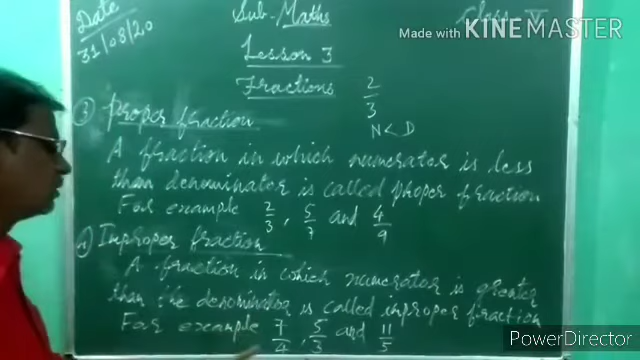 Date
31/08/20
Sub- Maths
Class - V
Made with KINEMASTER
Lesson 3
Fractions 2/3
N < D
③ Proper fraction
A fraction in which numerator is less
than denominator is called proper fraction
For example 2/3, 5/7 and 4/9
④ Improper fraction
A fraction in which numerator is greater
than the denominator is called improper fraction
For example 7/4, 5/3 and 11/5
PowerDirector